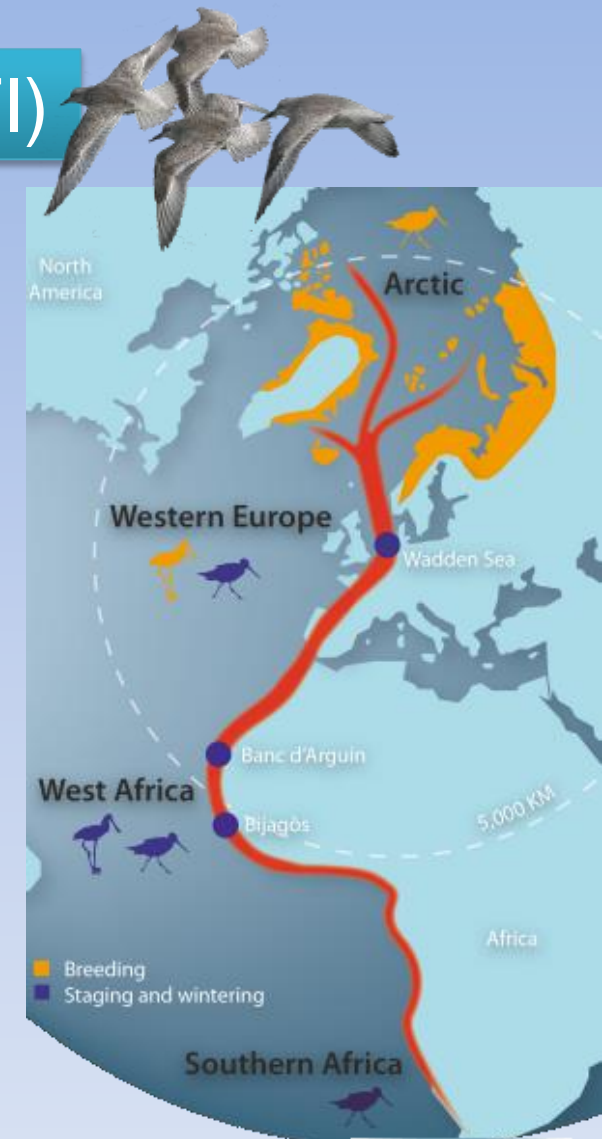 North
America
Arctic
Western Europe
Wadden Sea
Banc d'Arguin
West Africa
Bijagòs
5,000 KM
Africa
Breeding
Staging and wintering
Southern Africa